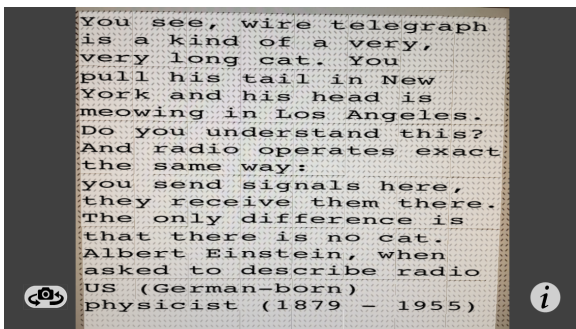 You see, wire telegraph
is a kind of a very,
very long cat. You
pull his tail in New
York and his head is
meowing in Los Angeles.
Do you understand this?
And radio operates exact
the same way:
you send signals here,
they receive them there.
The only difference is
that there is no cat.
Albert Einstein, when
asked to describe radio
US (German-born)
physicist (1879 - 1955)
i